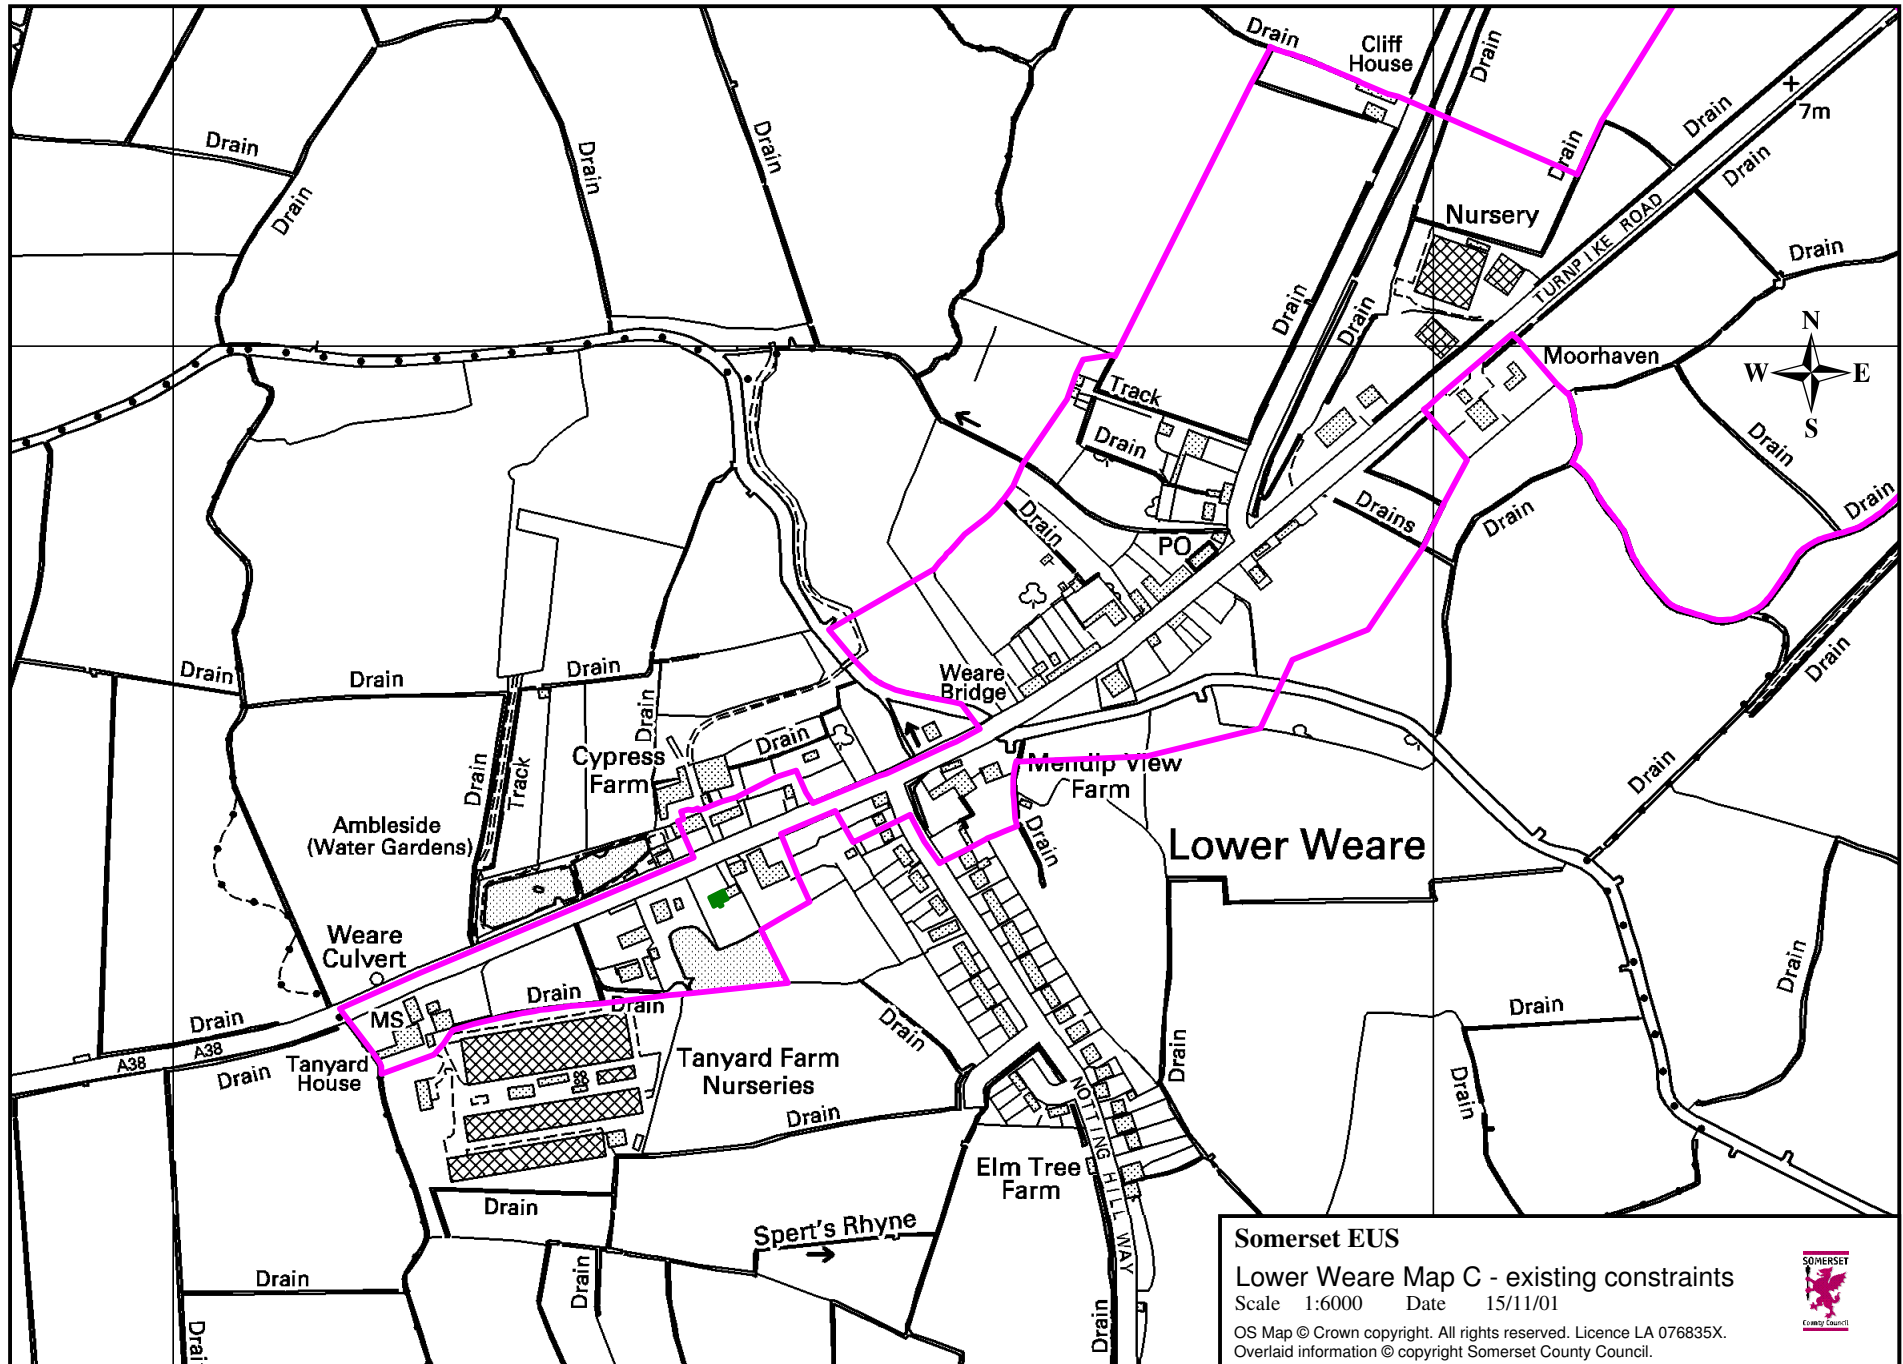 Drain
Cliff
House
Drain
Drain
Drain
Drain
Drain
7m
Drain
Drain
Drain
Drain
Nursery
TURNPIKE ROAD
Drain
Drain
Drain
Moorhaven
N
W E
S
Track
Drain
Drain
Drain
Drains
Drain
Drain
PO
Drain
Drain
Drain
Drain
Weare
Bridge
Drain
Drain
Cypress
Farm
Drain
Track
Mendip View
Farm
Drain
Ambleside
(Water Gardens)
Lower Weare
Drain
Weare
Culvert
Drain
Drain
Drain
Drain
MS
Drain
Drain
A38
A38
Drain
Tanyard
House
Tanyard Farm
Nurseries
Drain
Drain
Drain
NOTTING HILL WAY
Elm Tree
Farm
Drain
Spert's Rhyne
Drain
Drain
Drain
Drai
Somerset EUS
Lower Weare Map C - existing constraints
Scale 1:6000 Date 15/11/01
OS Map © Crown copyright. All rights reserved. Licence LA 076835X.
Overlaid information © copyright Somerset County Council.
SOMERSET
County Council